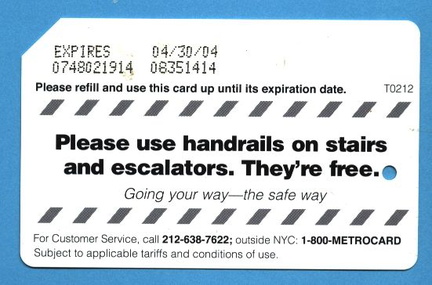 EXPIRES 04/30/04
0748021914 08351414
Please refill and use this card up until its expiration date. T0212
Please use handrails on stairs
and escalators. They're free.
Going your way—the safe way
For Customer Service, call 212-638-7622; outside NYC: 1-800-METROCARD
Subject to applicable tariffs and conditions of use.